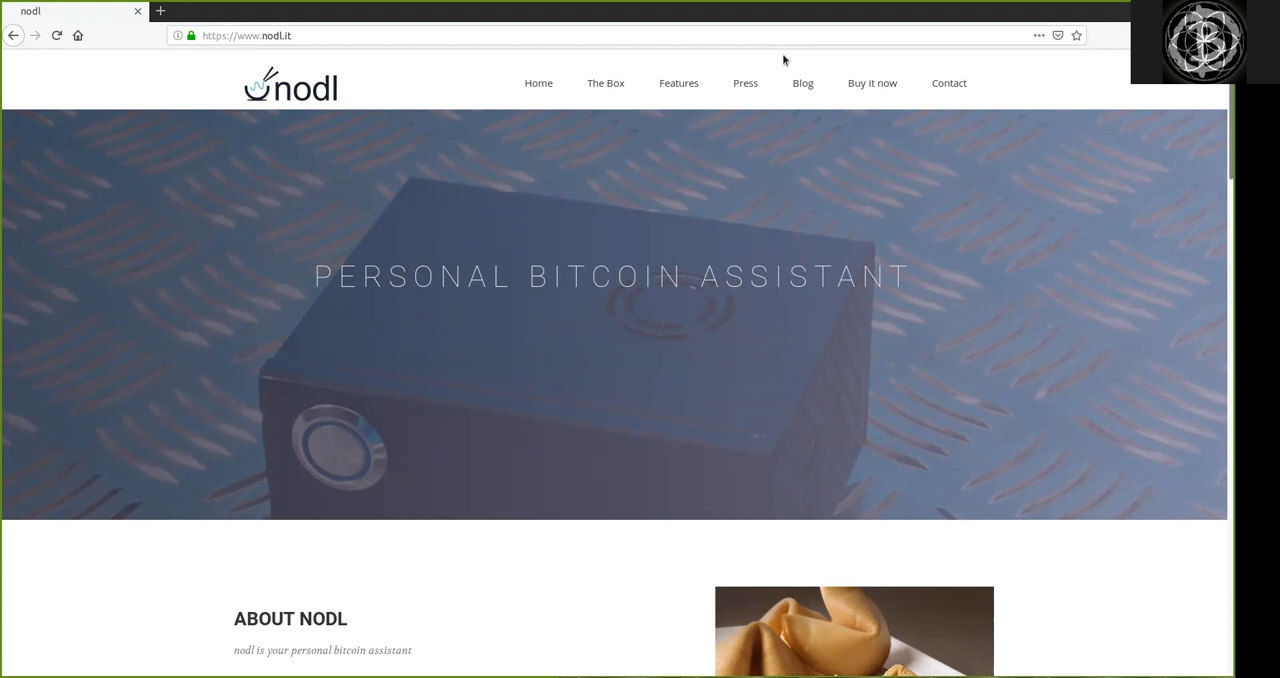 nodl
https://www.nodl.it
nodl
Home
The Box
Features
Press
Blog
Buy it now
Contact
PERSONAL BITCOIN ASSISTANT
ABOUT NODL
nodl is your personal bitcoin assistant